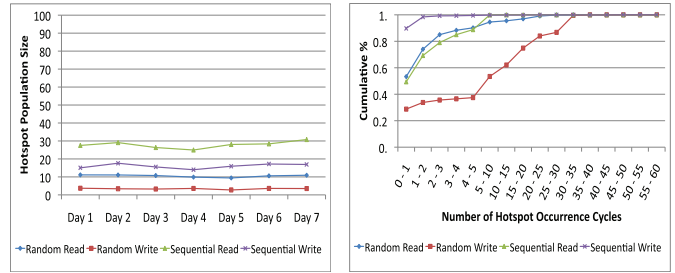 Hotspot Population Size
100
90
80
70
60
50
40
30
20
10
0
Day 1 Day 2 Day 3 Day 4 Day 5 Day 6 Day 7
Random Read Random Write Sequential Read Sequential Write
Cumulative %
1.
0.8
0.6
0.4
0.2
0.
0 - 1 1 - 2 2 - 3 3 - 4 4 - 5 5 - 10 10 - 15 15 - 20 20 - 25 25 - 30 30 - 35 35 - 40 40 - 45 45 - 50 50 - 55 55 - 60
Number of Hotspot Occurrence Cycles
Random Read Random Write Sequential Read Sequential Write